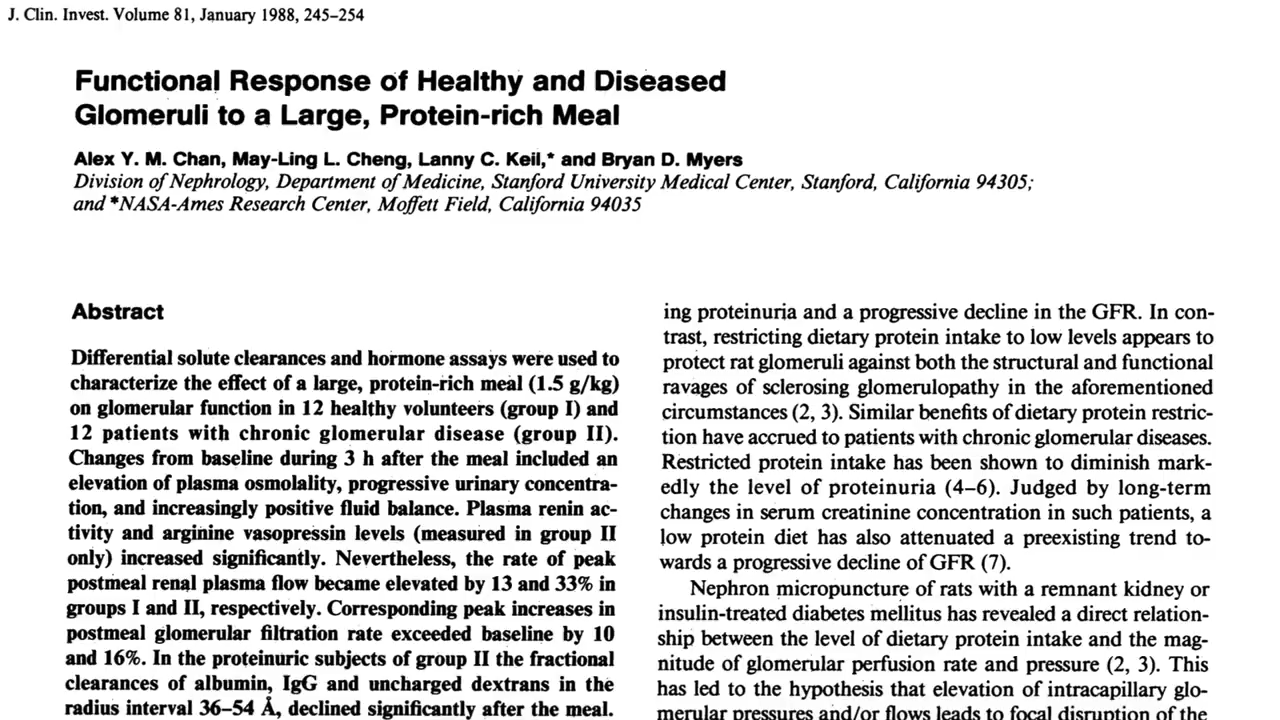 J. Clin. Invest. Volume 81, January 1988, 245–254
Functional Response of Healthy and Diseased
Glomeruli to a Large, Protein-rich Meal
Alex Y. M. Chan, May-Ling L. Cheng, Lanny C. Keil,* and Bryan D. Myers
Division of Nephrology, Department of Medicine, Stanford University Medical Center, Stanford, California 94305;
and *NASA-Ames Research Center, Moffett Field, California 94035
Abstract
Differential solute clearances and hormone assays were used to
characterize the effect of a large, protein-rich meal (1.5 g/kg)
on glomerular function in 12 healthy volunteers (group I) and
12 patients with chronic glomerular disease (group II).
Changes from baseline during 3 h after the meal included an
elevation of plasma osmolality, progressive urinary concentra-
tion, and increasingly positive fluid balance. Plasma renin ac-
tivity and arginine vasopressin levels (measured in group II
only) increased significantly. Nevertheless, the rate of peak
postmeal renal plasma flow became elevated by 13 and 33% in
groups I and II, respectively. Corresponding peak increases in
postmeal glomerular filtration rate exceeded baseline by 10
and 16%. In the proteinuric subjects of group II the fractional
clearances of albumin, IgG and uncharged dextrans in the
radius interval 36–54 Å, declined significantly after the meal.
ing proteinuria and a progressive decline in the GFR. In con-
trast, restricting dietary protein intake to low levels appears to
protect rat glomeruli against both the structural and functional
ravages of sclerosing glomerulopathy in the aforementioned
circumstances (2, 3). Similar benefits of dietary protein restric-
tion have accrued to patients with chronic glomerular diseases.
Restricted protein intake has been shown to diminish mark-
edly the level of proteinuria (4–6). Judged by long-term
changes in serum creatinine concentration in such patients, a
low protein diet has also attenuated a preexisting trend to-
wards a progressive decline of GFR (7).
Nephron micropuncture of rats with a remnant kidney or
insulin-treated diabetes mellitus has revealed a direct relation-
ship between the level of dietary protein intake and the mag-
nitude of glomerular perfusion rate and pressure (2, 3). This
has led to the hypothesis that elevation of intracapillary glo-
merular pressures and/or flows leads to focal disruption of the